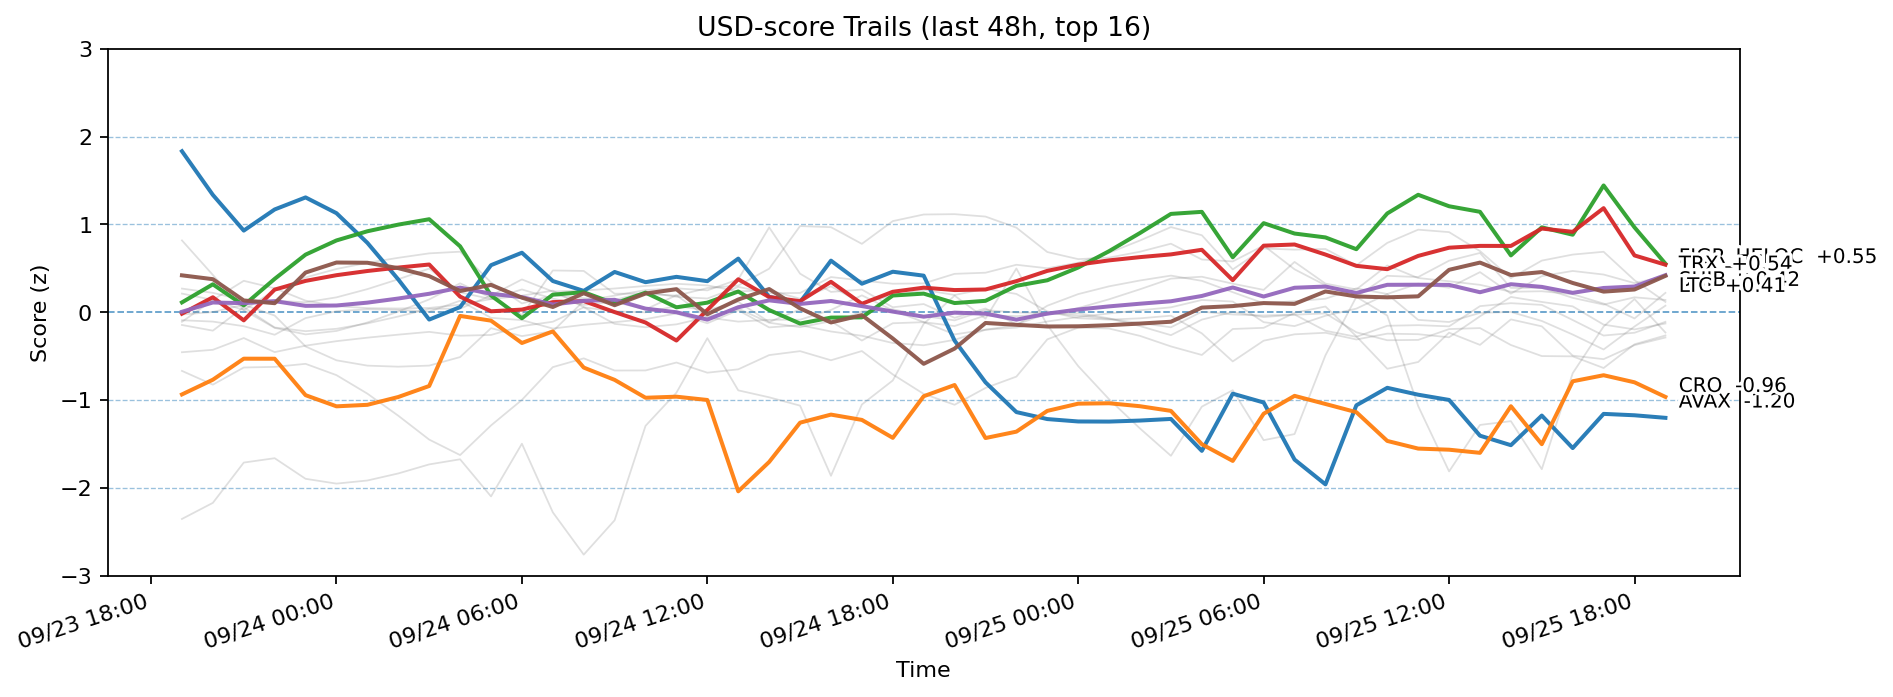 USD-score Trails (last 48h, top 16)
Score (z)
3
2
1
0
−1
−2
−3
+0.55
TRX +0.54
LTC +0.41
CRO -0.96
AVAX -1.20
09/23 18:00
09/24 00:00
09/24 06:00
09/24 12:00
09/24 18:00
09/25 00:00
09/25 06:00
09/25 12:00
09/25 18:00
Time